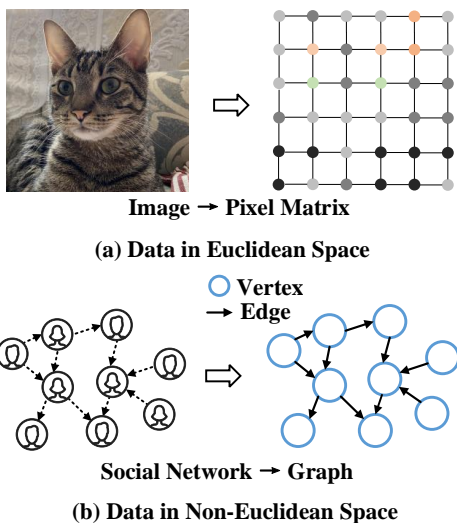 Image → Pixel Matrix
(a) Data in Euclidean Space
Vertex
Edge
Social Network → Graph
(b) Data in Non-Euclidean Space